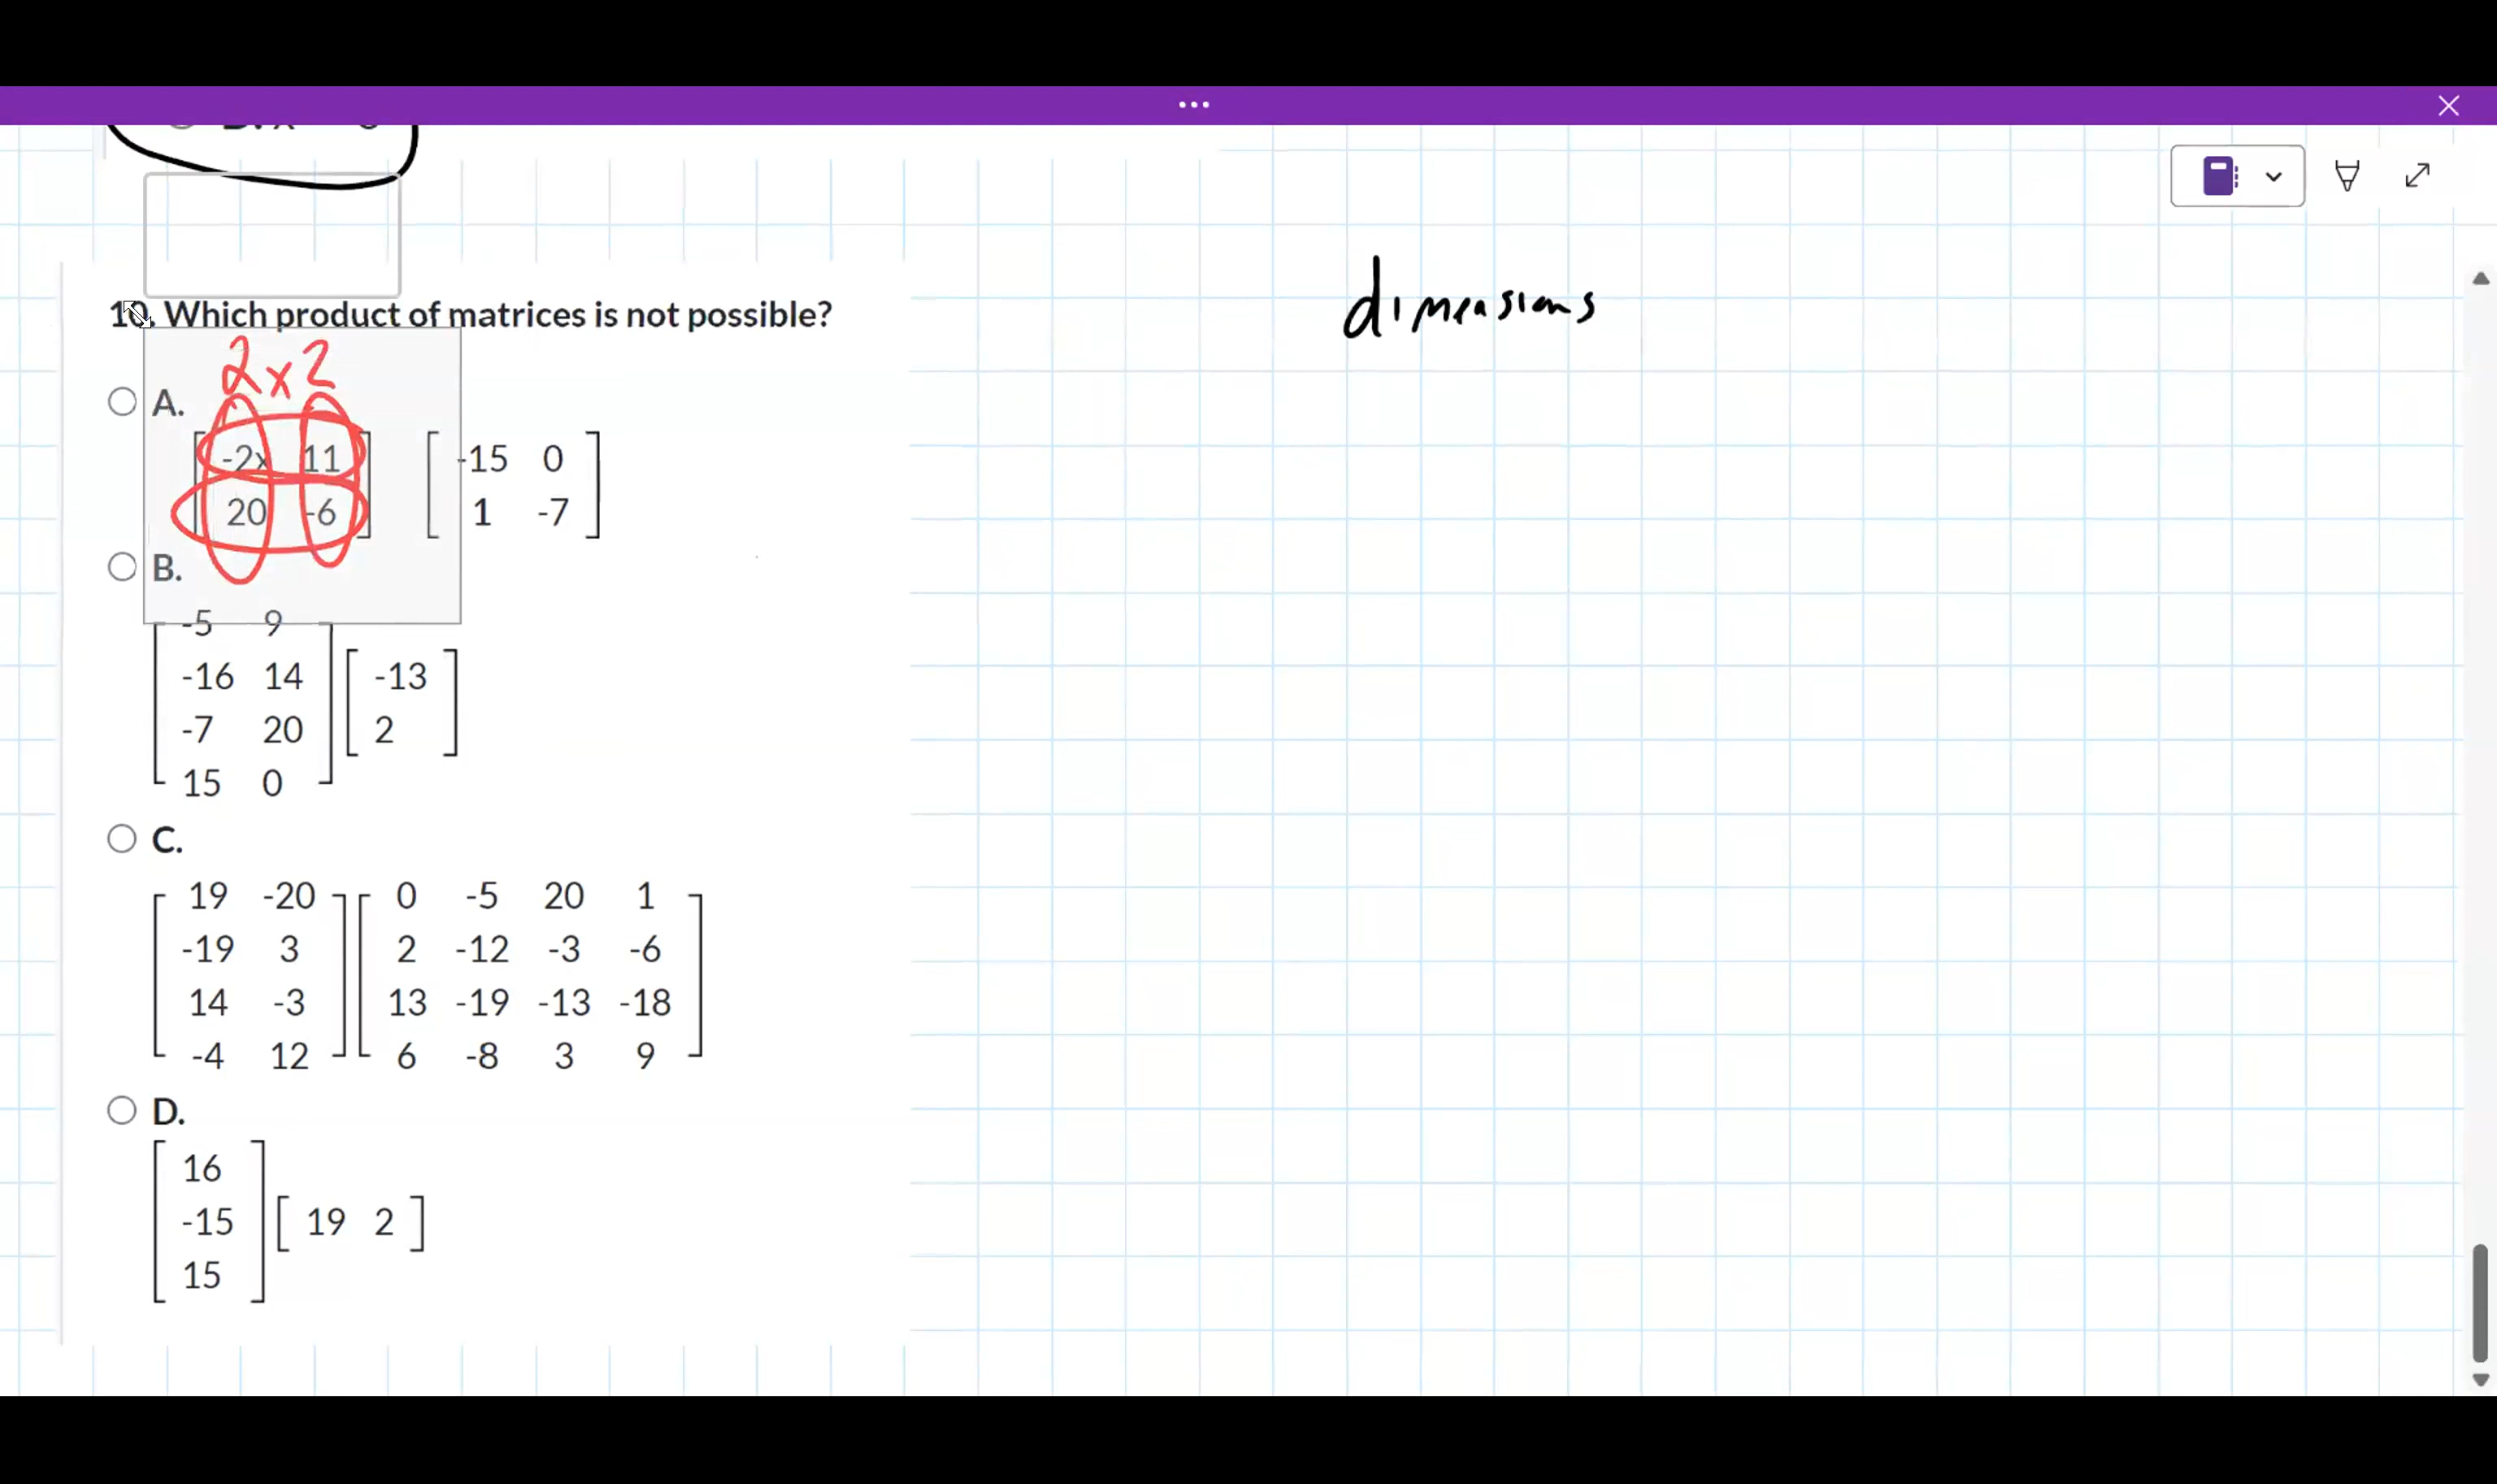 10. Which product of matrices is not possible?
dimensions
2 x 2
A.
-2x 11
20 -6
-15 0
1 -7
B.
-5 9
-16 14
-7 20
15 0
-13
2
C.
19 -20
-19 3
14 -3
-4 12
0 -5 20 1
2 -12 -3 -6
13 -19 -13 -18
6 -8 3 9
D.
16
-15
15
19 2